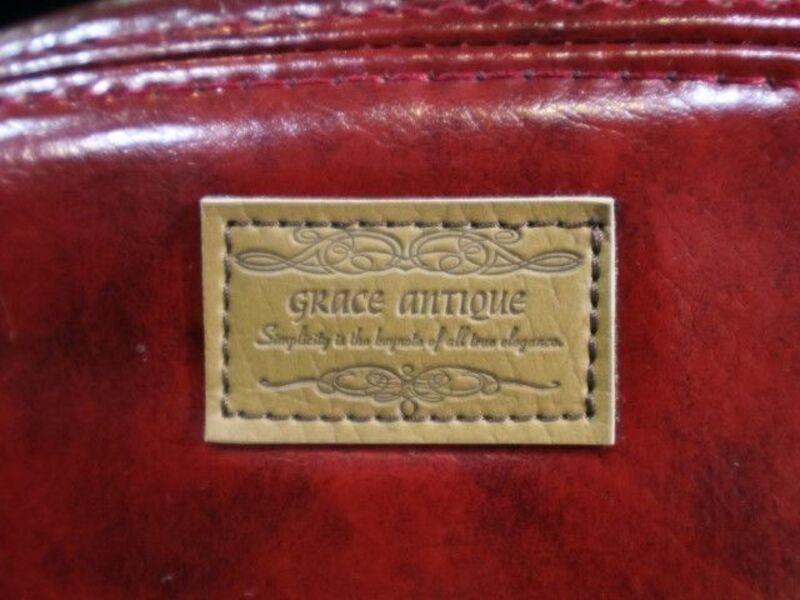 GRACE ANTIQUE
Simplicity is the keynote of all true elegance.